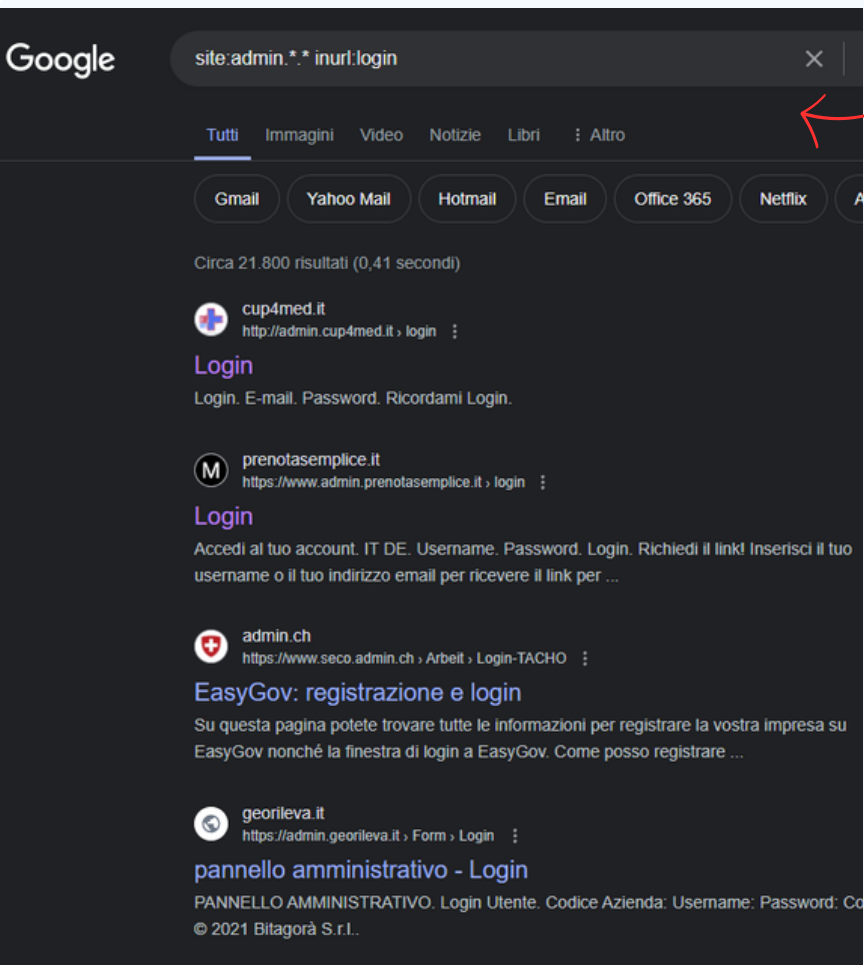 Google
site:admin.*.* inurl:login
Tutti Immagini Video Notizie Libri Altro
Gmail Yahoo Mail Hotmail Email Office 365 Netflix
Circa 21.800 risultati (0,41 secondi)
cup4med.it
http://admin.cup4med.it › login
Login
Login. E-mail. Password. Ricordami Login.
M
prenotasemplice.it
https://www.admin.prenotasemplice.it › login
Login
Accedi al tuo account. IT DE. Username. Password. Login. Richiedi il link! Inserisci il tuo
username o il tuo indirizzo email per ricevere il link per ...
admin.ch
https://www.seco.admin.ch › Arbeit › Login-TACHO
EasyGov: registrazione e login
Su questa pagina potete trovare tutte le informazioni per registrare la vostra impresa su
EasyGov nonché la finestra di login a EasyGov. Come posso registrare ...
georileva.it
https://admin.georileva.it › Form › Login
pannello amministrativo - Login
PANNELLO AMMINISTRATIVO. Login Utente. Codice Azienda: Username: Password: Co
© 2021 Bitagorà S.r.l..